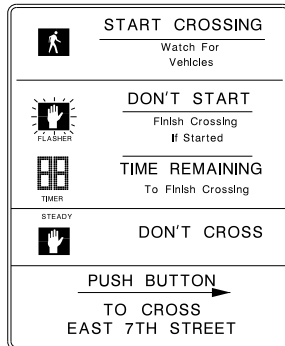 START CROSSING
Watch For
Vehicles
DON'T START
Finish Crossing
If Started
FLASHER
TIME REMAINING
To Finish Crossing
TIMER
STEADY
DON'T CROSS
PUSH BUTTON
TO CROSS
EAST 7TH STREET